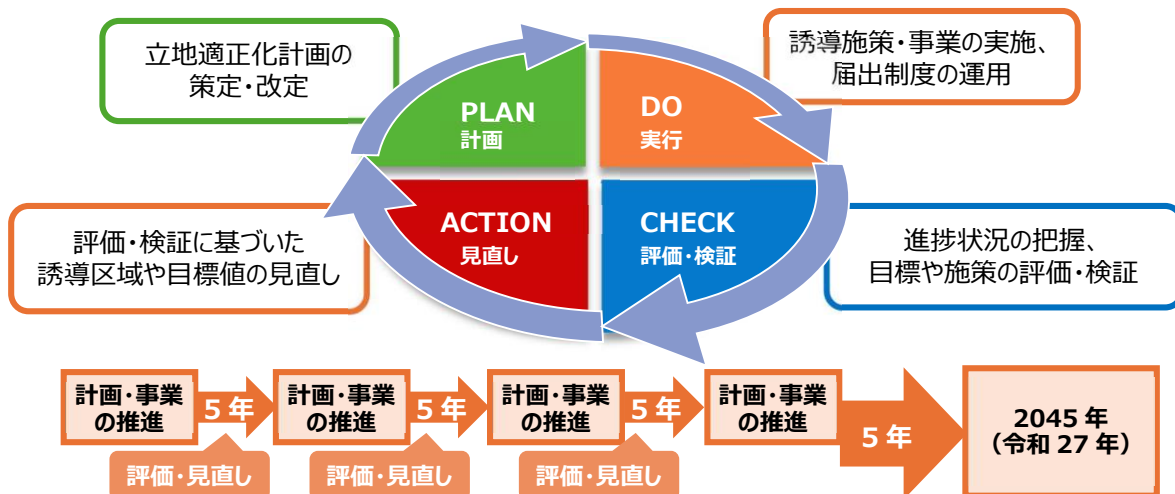 立地適正化計画の
策定・改定
誘導施策・事業の実施、
届出制度の運用
PLAN
計画
DO
実行
ACTION
見直し
CHECK
評価・検証
評価・検証に基づいた
誘導区域や目標値の見直し
進捗状況の把握、
目標や施策の評価・検証
計画・事業
の推進
5年
計画・事業
の推進
5年
計画・事業
の推進
5年
計画・事業
の推進
5年
2045年
（令和27年）
評価・見直し
評価・見直し
評価・見直し